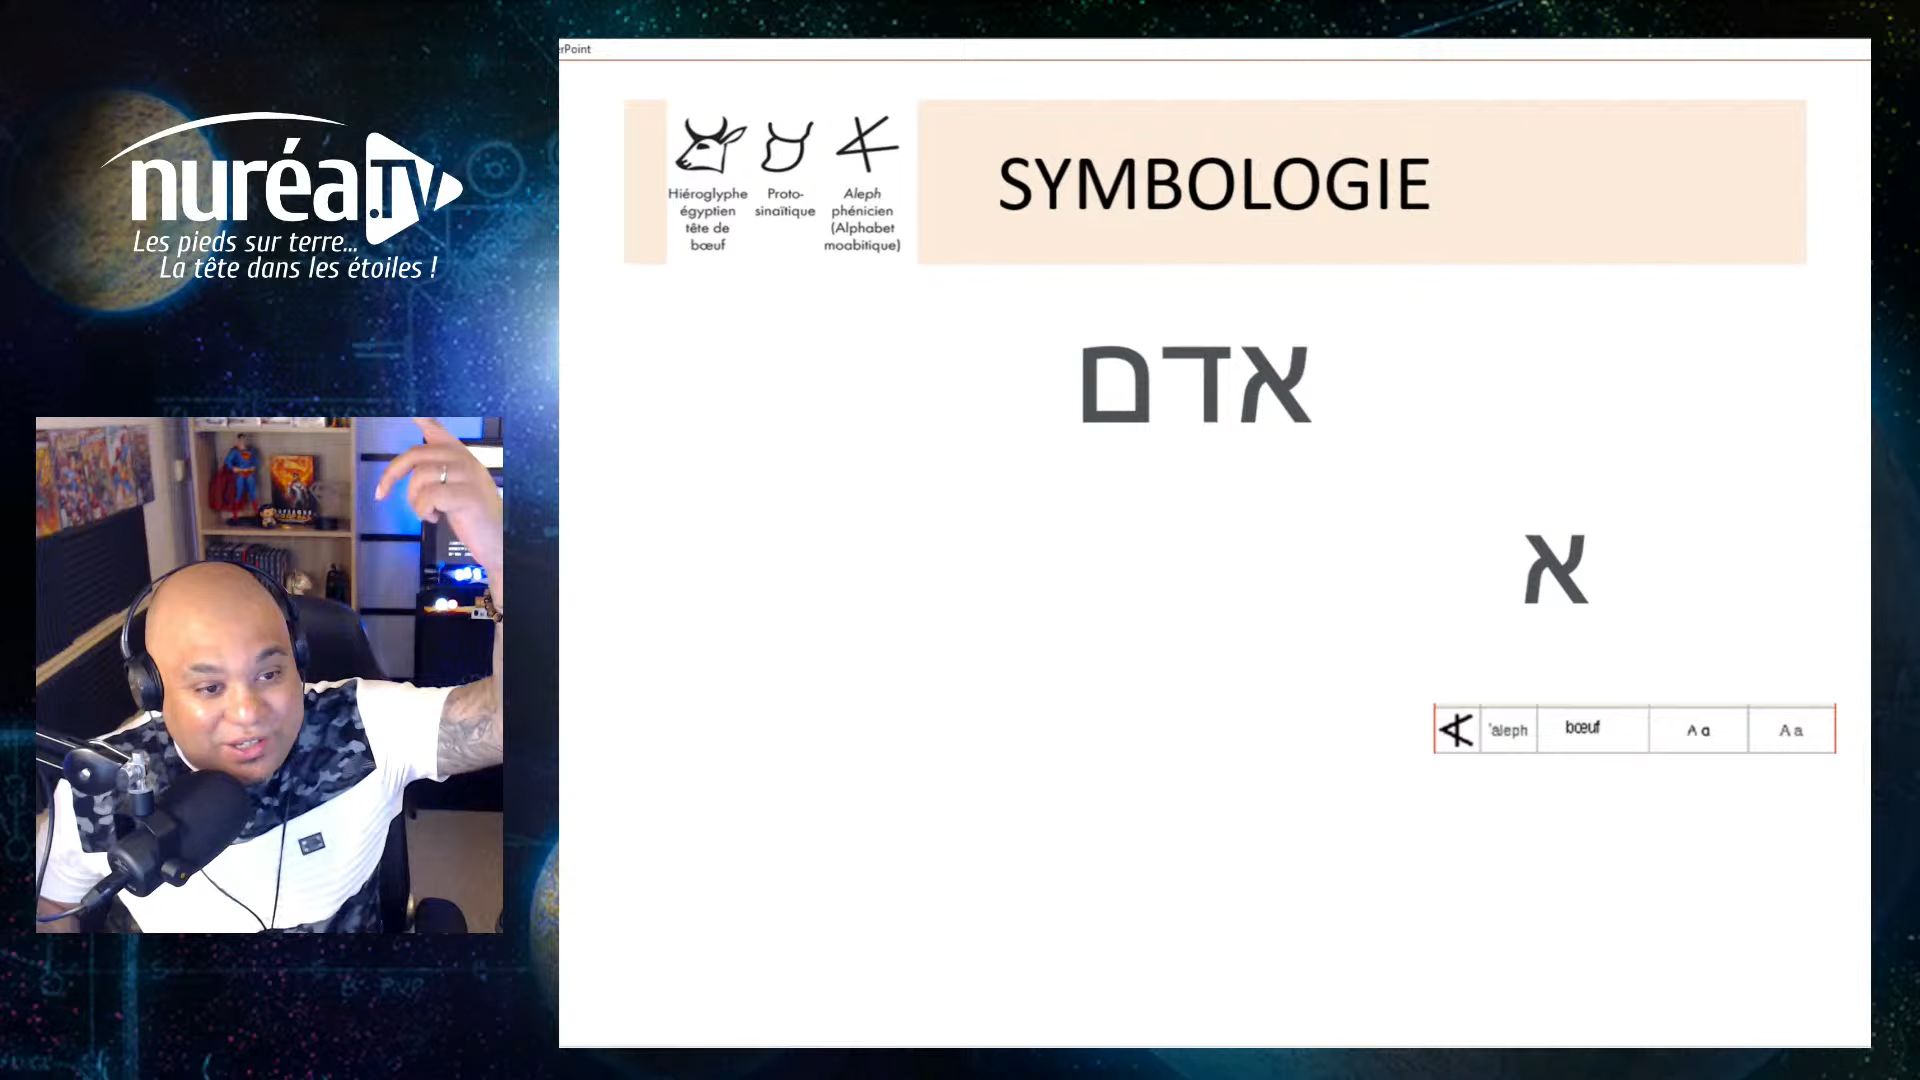 nuréa.TV
Les pieds sur terre...
La tête dans les étoiles !
erPoint
Hiéroglyphe égyptien tête de bœuf
Proto-sinaïtique
Aleph phénicien (Alphabet moabitique)
SYMBOLOGIE
אדם
א
'aleph bœuf A a A a